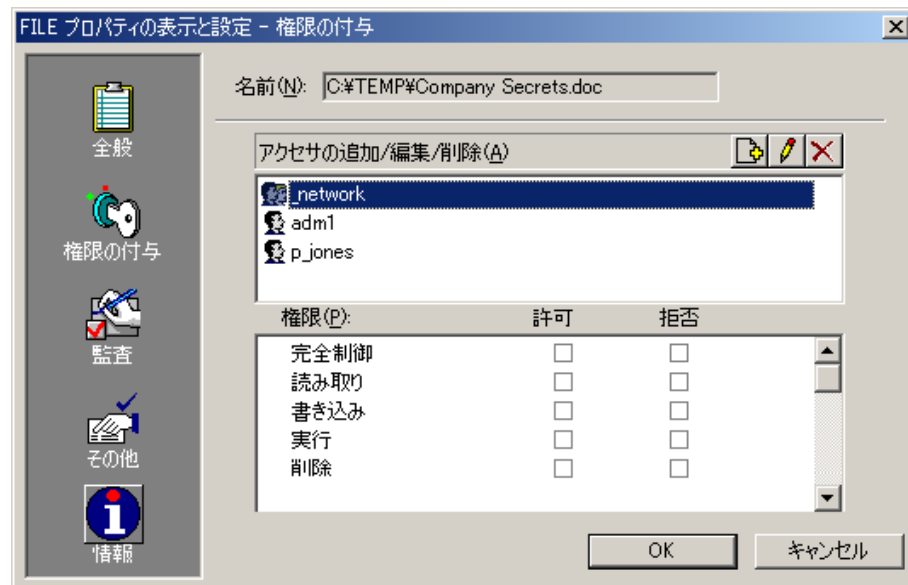 FILE プロパティの表示と設定 - 権限の付与
全般
権限の付与
監査
その他
情報
名前(N): C:¥TEMP¥Company Secrets.doc
アクセサの追加/編集/削除(A)
_network
adm1
p_jones
権限(P): 許可 拒否
完全制御
読み取り
書き込み
実行
削除
OK キャンセル